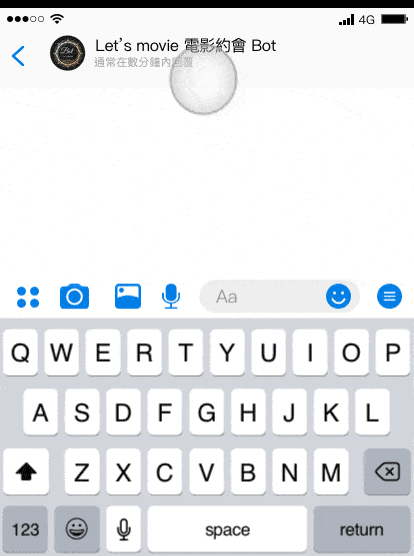 4G
Let's movie 電影約會 Bot
通常在數分鐘內回覆
Bot
Aa
Q W E R T Y U I O P
A S D F G H J K L
Z X C V B N M
123 space return